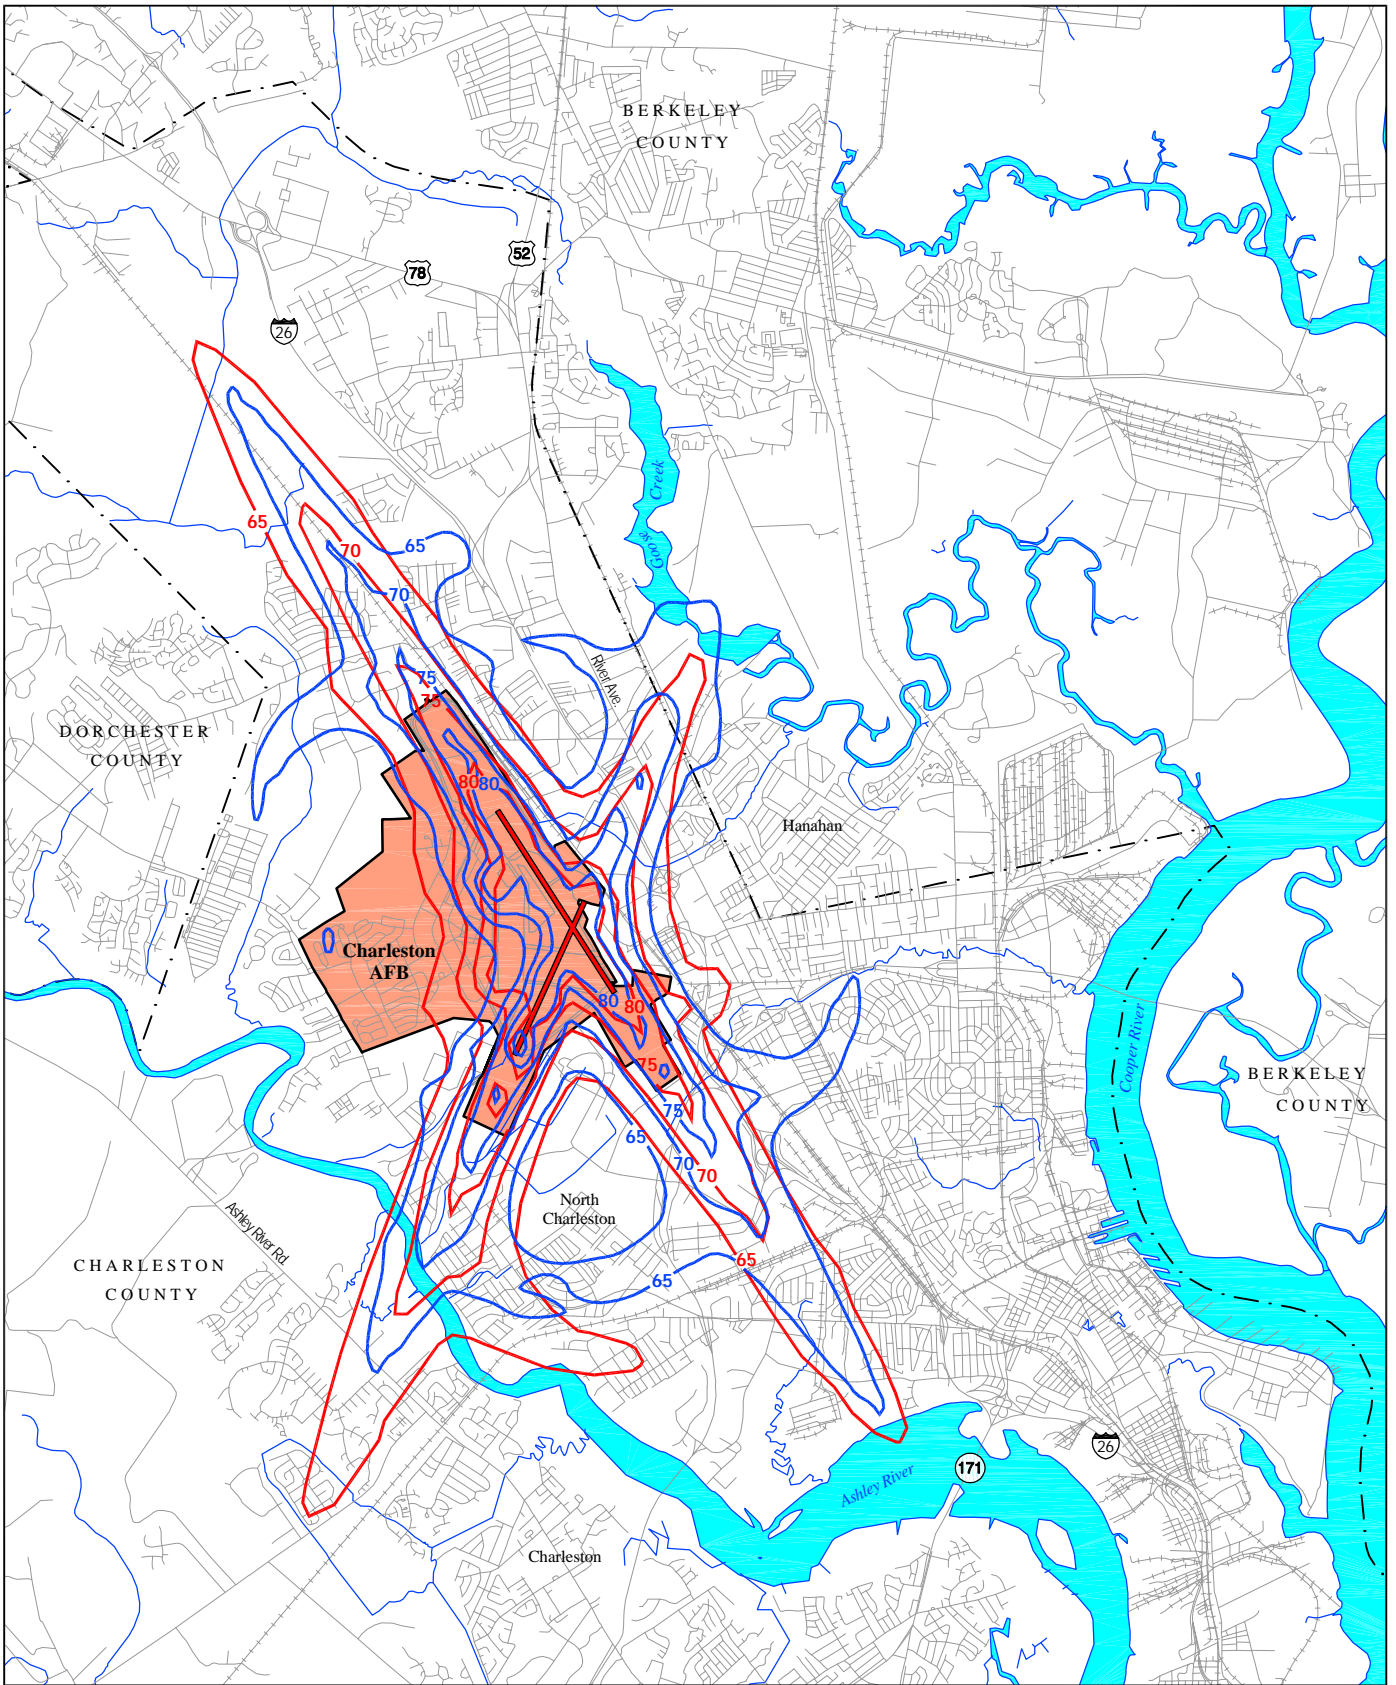 BERKELEY
COUNTY
52
78
26
Goose Creek
65
70
65
70
River Ave.
75
75
DORCHESTER
COUNTY
80
80
Hanahan
Charleston
AFB
80
80
Cooper River
75
BERKELEY
COUNTY
75
65
70
70
North
Charleston
Ashley River Rd.
CHARLESTON
COUNTY
65
65
26
171
Ashley River
Charleston